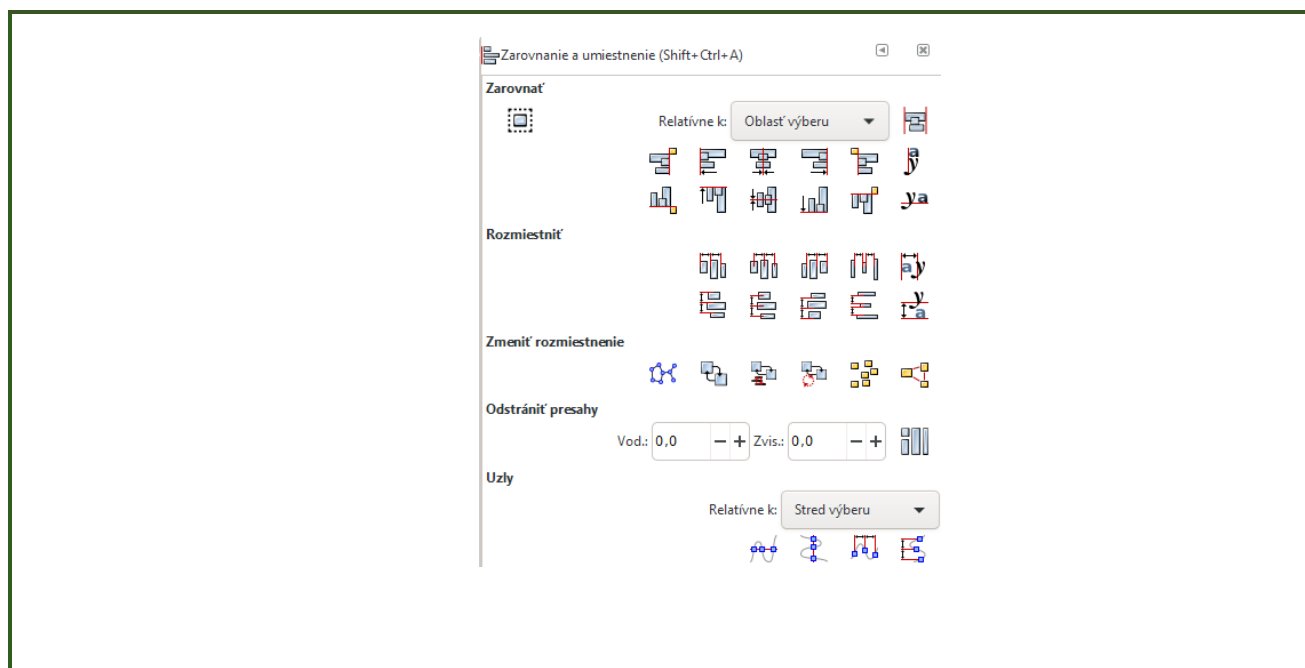 Zarovnanie a umiestnenie (Shift+Ctrl+A)
Zarovnať
Relatívne k: Oblasť výberu
Rozmiestniť
Zmeniť rozmiestnenie
Odstrániť presahy
Vod.: 0,0 − + Zvis.: 0,0 − +
Uzly
Relatívne k: Stred výberu